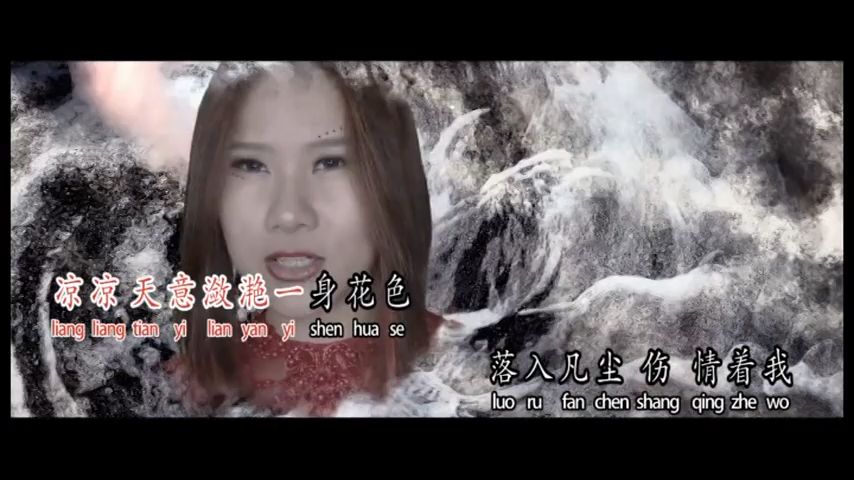 凉凉天意潋滟一身花色
liang liang tian yi lian yan yi shen hua se
落入凡尘伤情着我
luo ru fan chen shang qing zhe wo